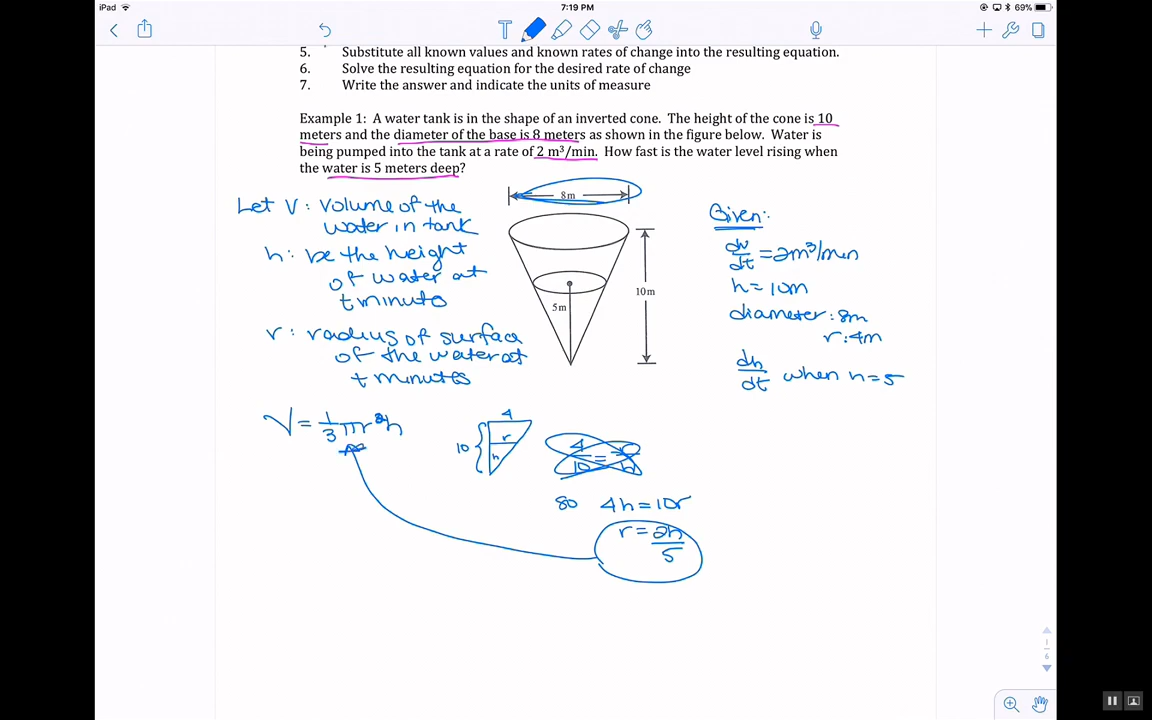 iPad
7:19 PM
69%
5. Substitute all known values and known rates of change into the resulting equation.
6. Solve the resulting equation for the desired rate of change
7. Write the answer and indicate the units of measure
Example 1: A water tank is in the shape of an inverted cone. The height of the cone is 10
meters and the diameter of the base is 8 meters as shown in the figure below. Water is
being pumped into the tank at a rate of 2 m³/min. How fast is the water level rising when
the water is 5 meters deep?
Let V: volume of the
water in tank
h: be the height
of water at
t minute
r: radius of surface
of the water at
t minutes
8m
5m
10m
Given:
dv/dt = 2m³/min
h = 10m
diameter: 8m
r: 4m
dh/dt when h = 5
V = 1/3 πr²h
4
10
r
h
4/10 = r/h
so 4h = 10r
r = 2h/5
1
6